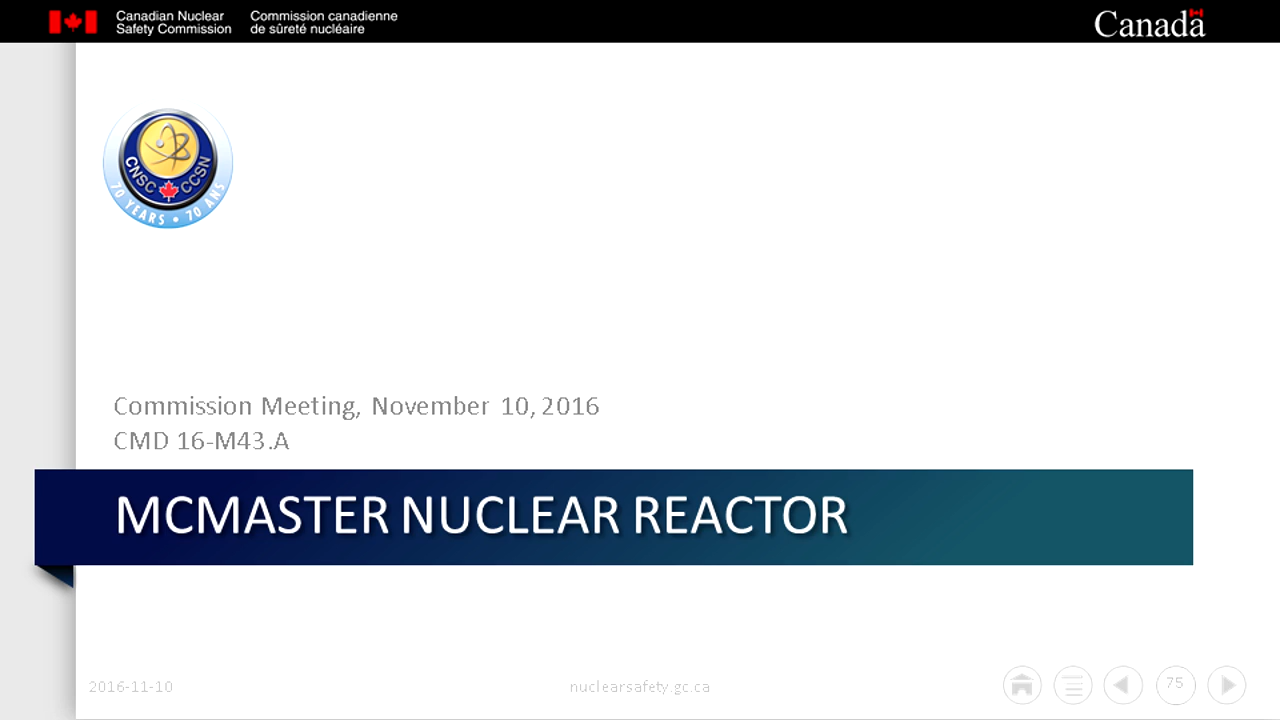 Canadian Nuclear
Safety Commission
Commission canadienne
de sûreté nucléaire
Canada
CNSC CCSN
70 YEARS • 70 ANS
Commission Meeting, November 10, 2016
CMD 16-M43.A
MCMASTER NUCLEAR REACTOR
2016-11-10
nuclearsafety.gc.ca
75